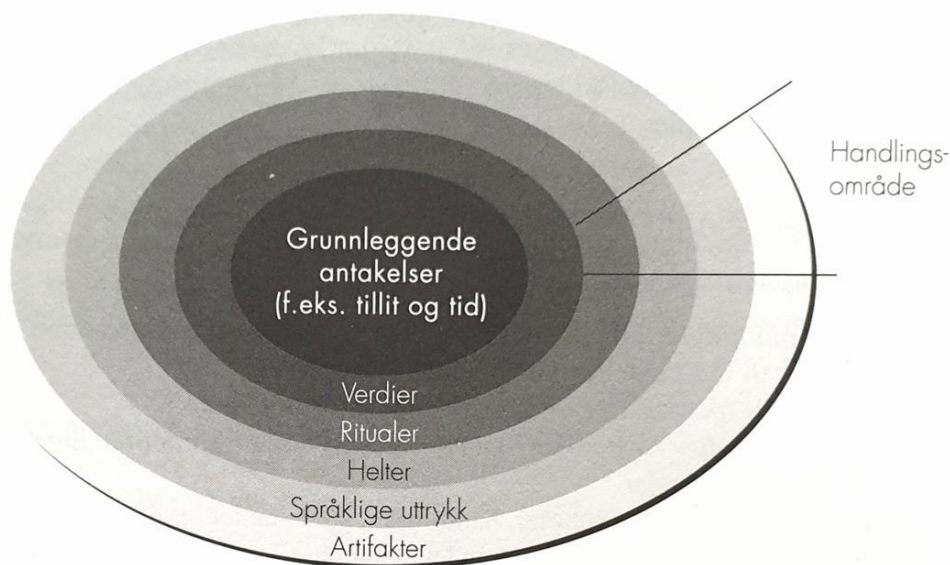 Grunnleggende
antakelser
(f.eks. tillit og tid)
Verdier
Ritualer
Helter
Språklige uttrykk
Artifakter
Handlings-
område